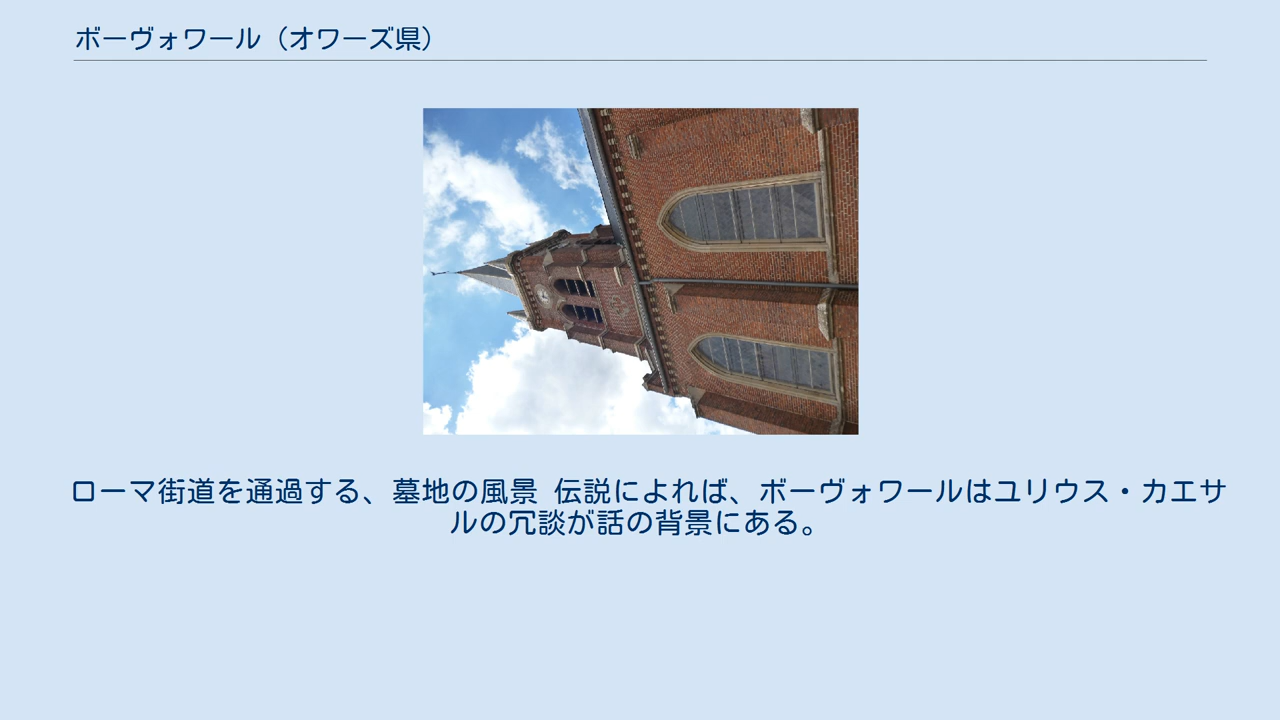 ボーヴォワール（オワーズ県）
ローマ街道を通過する、墓地の風景 伝説によれば、ボーヴォワールはユリウス・カエサ
ルの冗談が話の背景にある。